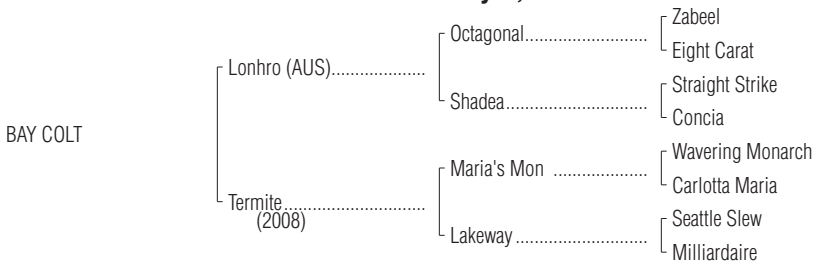 Zabeel
Octagonal..........................
Eight Carat
Lonhro (AUS)....................
Straight Strike
Shadea..............................
Concia
BAY COLT
Wavering Monarch
Maria's Mon ....................
Carlotta Maria
Termite..............................
(2008)
Seattle Slew
Lakeway............................
Milliardaire